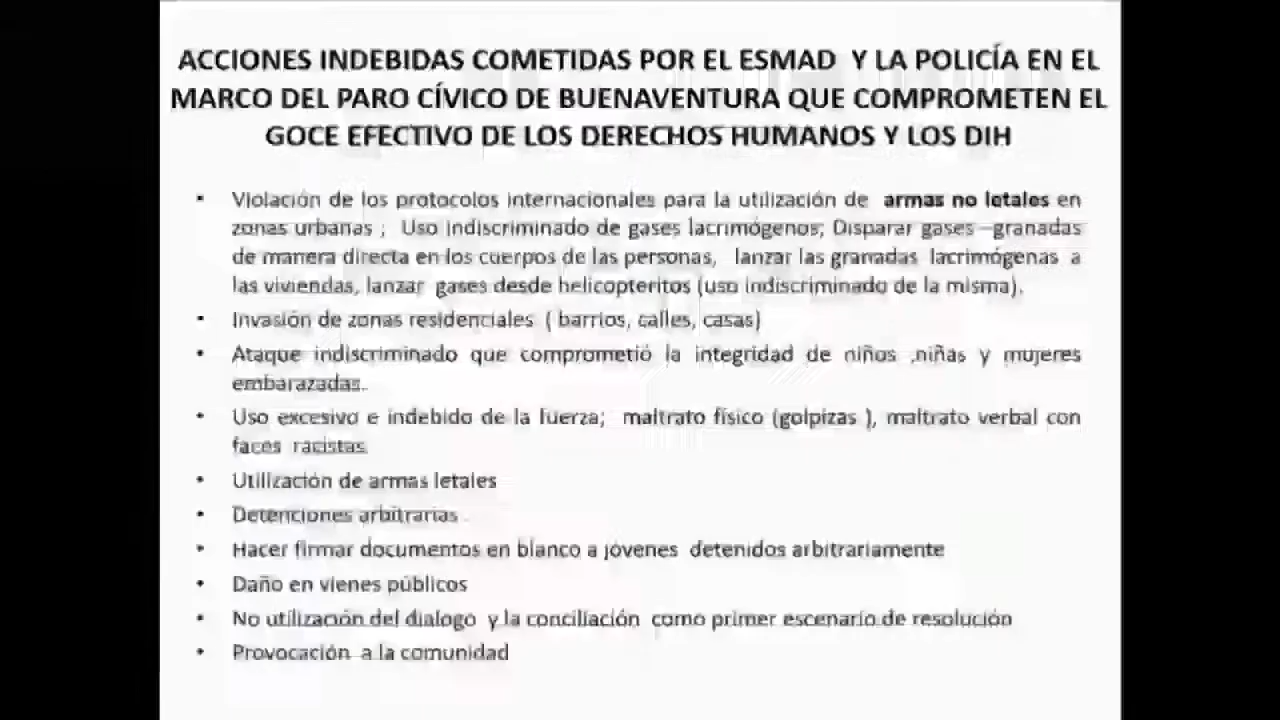 ACCIONES INDEBIDAS COMETIDAS POR EL ESMAD Y LA POLICÍA EN EL
MARCO DEL PARO CÍVICO DE BUENAVENTURA QUE COMPROMETEN EL
GOCE EFECTIVO DE LOS DERECHOS HUMANOS Y LOS DIH
• Violación de los protocolos internacionales para la utilización de armas no letales en
zonas urbanas ; Uso indiscriminado de gases lacrimógenos; Disparar gases –granadas
de manera directa en los cuerpos de las personas, lanzar las granadas lacrimógenas a
las viviendas, lanzar gases desde helicopteritos (uso indiscriminado de la misma).
• Invasión de zonas residenciales ( barrios, calles, casas)
• Ataque indiscriminado que comprometió la integridad de niños ,niñas y mujeres
embarazadas.
• Uso excesivo e indebido de la fuerza; maltrato físico (golpizas ), maltrato verbal con
faces racistas
• Utilización de armas letales
• Detenciones arbitrarias
• Hacer firmar documentos en blanco a jóvenes detenidos arbitrariamente
• Daño en vienes públicos
• No utilización del dialogo y la conciliación como primer escenario de resolución
• Provocación a la comunidad